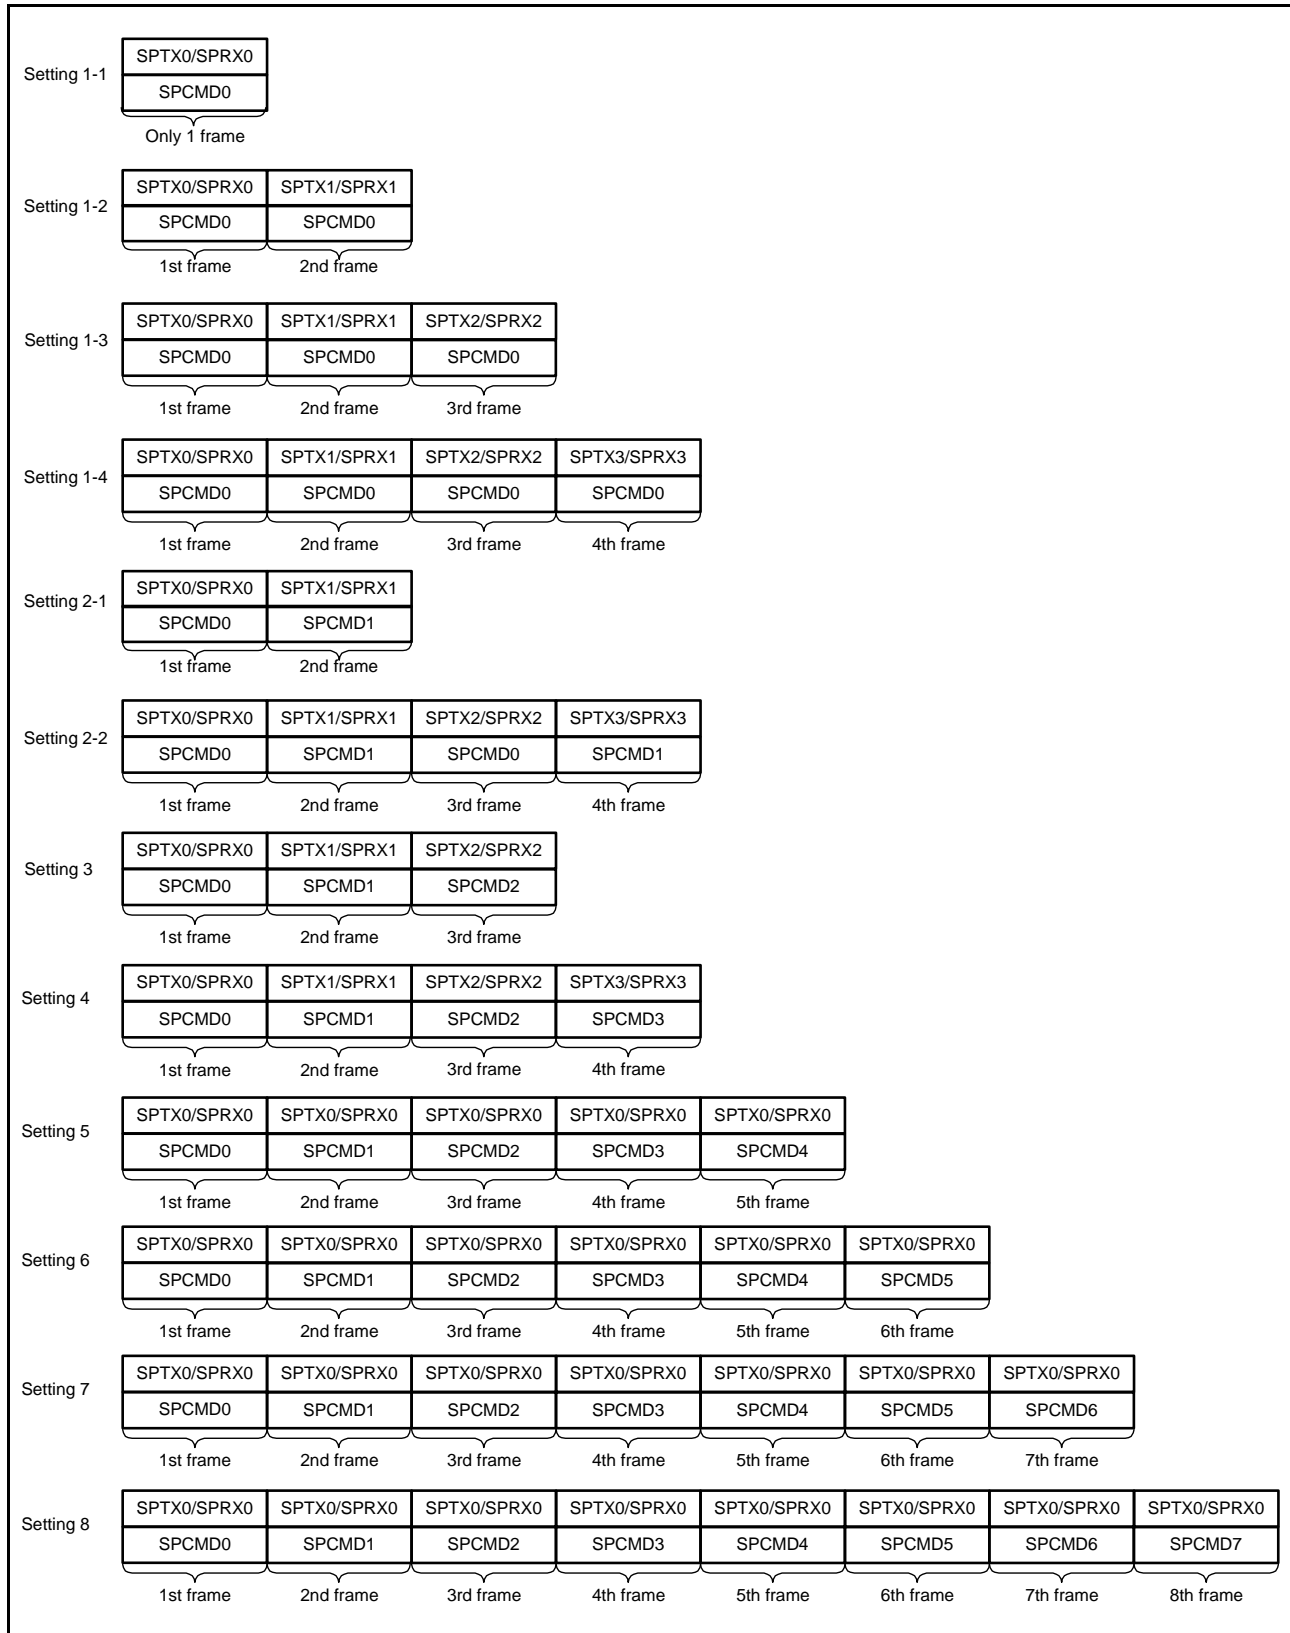 SPTX0/SPRX0
Setting 1-1
SPCMD0
Only 1 frame
SPTX0/SPRX0 SPTX1/SPRX1
Setting 1-2
SPCMD0 SPCMD0
1st frame 2nd frame
SPTX0/SPRX0 SPTX1/SPRX1 SPTX2/SPRX2
Setting 1-3
SPCMD0 SPCMD0 SPCMD0
1st frame 2nd frame 3rd frame
SPTX0/SPRX0 SPTX1/SPRX1 SPTX2/SPRX2 SPTX3/SPRX3
Setting 1-4
SPCMD0 SPCMD0 SPCMD0 SPCMD0
1st frame 2nd frame 3rd frame 4th frame
SPTX0/SPRX0 SPTX1/SPRX1
Setting 2-1
SPCMD0 SPCMD1
1st frame 2nd frame
SPTX0/SPRX0 SPTX1/SPRX1 SPTX2/SPRX2 SPTX3/SPRX3
Setting 2-2
SPCMD0 SPCMD1 SPCMD0 SPCMD1
1st frame 2nd frame 3rd frame 4th frame
SPTX0/SPRX0 SPTX1/SPRX1 SPTX2/SPRX2
Setting 3
SPCMD0 SPCMD1 SPCMD2
1st frame 2nd frame 3rd frame
SPTX0/SPRX0 SPTX1/SPRX1 SPTX2/SPRX2 SPTX3/SPRX3
Setting 4
SPCMD0 SPCMD1 SPCMD2 SPCMD3
1st frame 2nd frame 3rd frame 4th frame
SPTX0/SPRX0 SPTX0/SPRX0 SPTX0/SPRX0 SPTX0/SPRX0 SPTX0/SPRX0
Setting 5
SPCMD0 SPCMD1 SPCMD2 SPCMD3 SPCMD4
1st frame 2nd frame 3rd frame 4th frame 5th frame
SPTX0/SPRX0 SPTX0/SPRX0 SPTX0/SPRX0 SPTX0/SPRX0 SPTX0/SPRX0 SPTX0/SPRX0
Setting 6
SPCMD0 SPCMD1 SPCMD2 SPCMD3 SPCMD4 SPCMD5
1st frame 2nd frame 3rd frame 4th frame 5th frame 6th frame
SPTX0/SPRX0 SPTX0/SPRX0 SPTX0/SPRX0 SPTX0/SPRX0 SPTX0/SPRX0 SPTX0/SPRX0 SPTX0/SPRX0
Setting 7
SPCMD0 SPCMD1 SPCMD2 SPCMD3 SPCMD4 SPCMD5 SPCMD6
1st frame 2nd frame 3rd frame 4th frame 5th frame 6th frame 7th frame
SPTX0/SPRX0 SPTX0/SPRX0 SPTX0/SPRX0 SPTX0/SPRX0 SPTX0/SPRX0 SPTX0/SPRX0 SPTX0/SPRX0 SPTX0/SPRX0
Setting 8
SPCMD0 SPCMD1 SPCMD2 SPCMD3 SPCMD4 SPCMD5 SPCMD6 SPCMD7
1st frame 2nd frame 3rd frame 4th frame 5th frame 6th frame 7th frame 8th frame